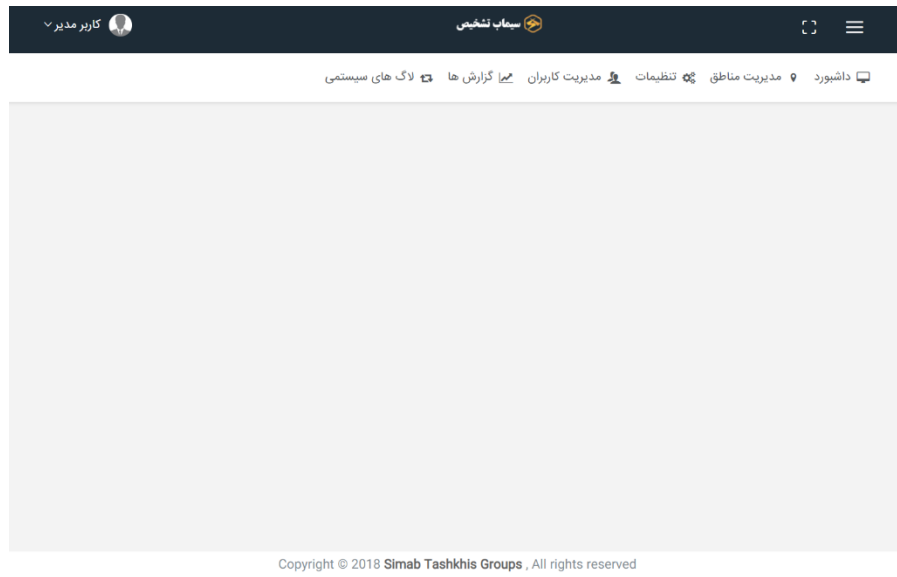 سیماب تشخیص کاربر مدیر
داشبورد مدیریت مناطق تنظیمات مدیریت کاربران گزارش ها لاگ های سیستمی
Copyright © 2018 Simab Tashkhis Groups , All rights reserved